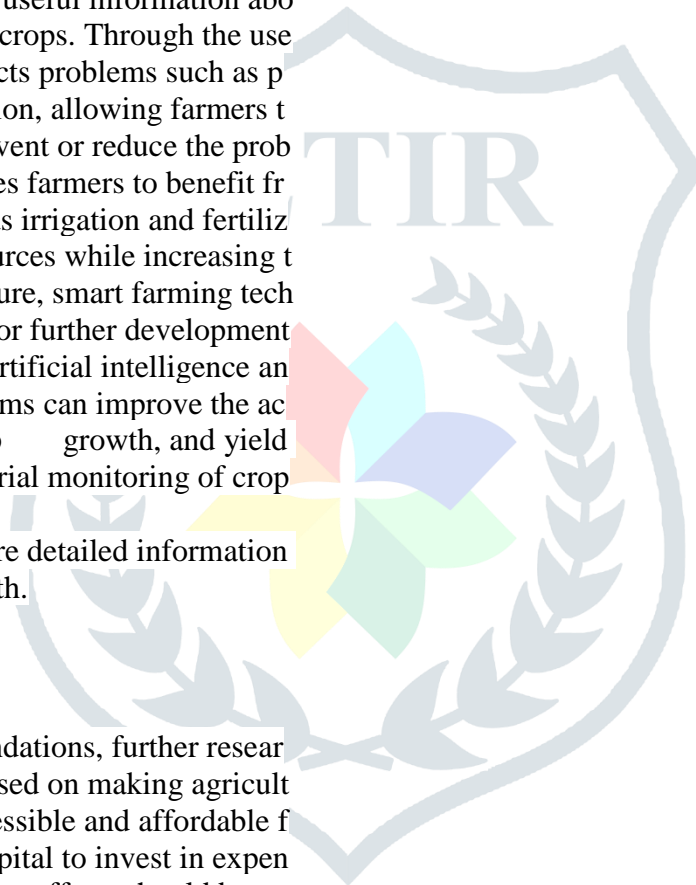 useful information abo
crops. Through the use
cts problems such as p
ion, allowing farmers t
vent or reduce the prob
es farmers to benefit fr
s irrigation and fertiliz
urces while increasing t
ure, smart farming tech
or further development
rtificial intelligence an
ms can improve the ac
growth, and yield
rial monitoring of crop
re detailed information
th.
ndations, further resear
sed on making agricult
essible and affordable f
pital to invest in expen
TIR